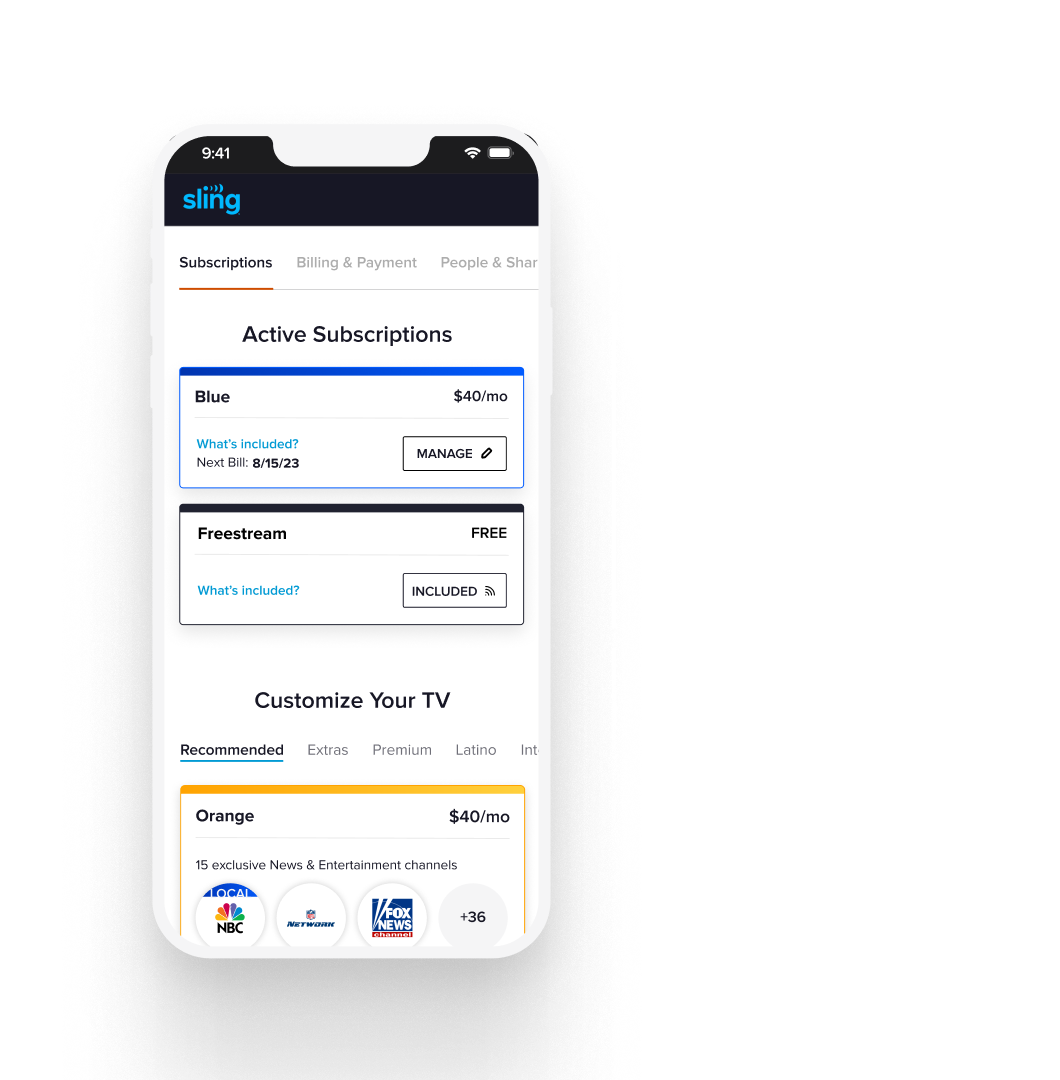 9:41
sling
Subscriptions Billing & Payment People & Shar
Active Subscriptions
Blue $40/mo
What's included?
Next Bill: 8/15/23
MANAGE
Freestream FREE
What's included?
INCLUDED
Customize Your TV
Recommended Extras Premium Latino Int
Orange $40/mo
15 exclusive News & Entertainment channels
LOCAL
NBC
NFL
NETWORK
FOX
NEWS
channel
+36